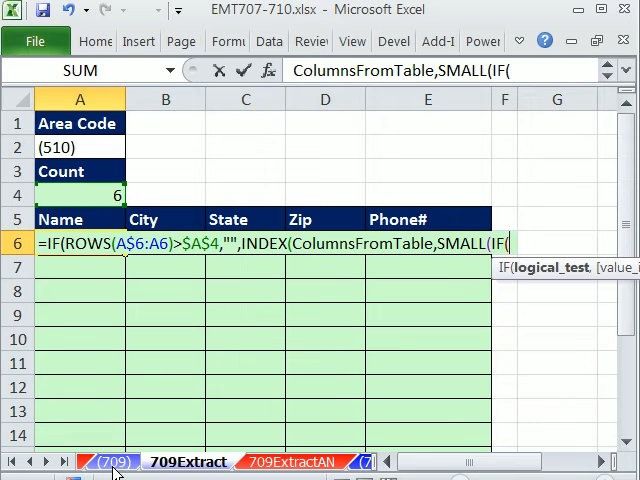 EMT707-710.xlsx - Microsoft Excel
File Home Insert Page Formu Data Review View Devel Add-I Power
SUM fx ColumnsFromTable,SMALL(IF(
A B C D E F G
1 Area Code
2 (510)
3 Count
4 6
5 Name City State Zip Phone#
6 =IF(ROWS(A$6:A6)>$A$4,"",INDEX(ColumnsFromTable,SMALL(IF(
7 IF(logical_test, [value_i
8
9
10
11
12
13
14
(709) 709Extract 709ExtractAN (7